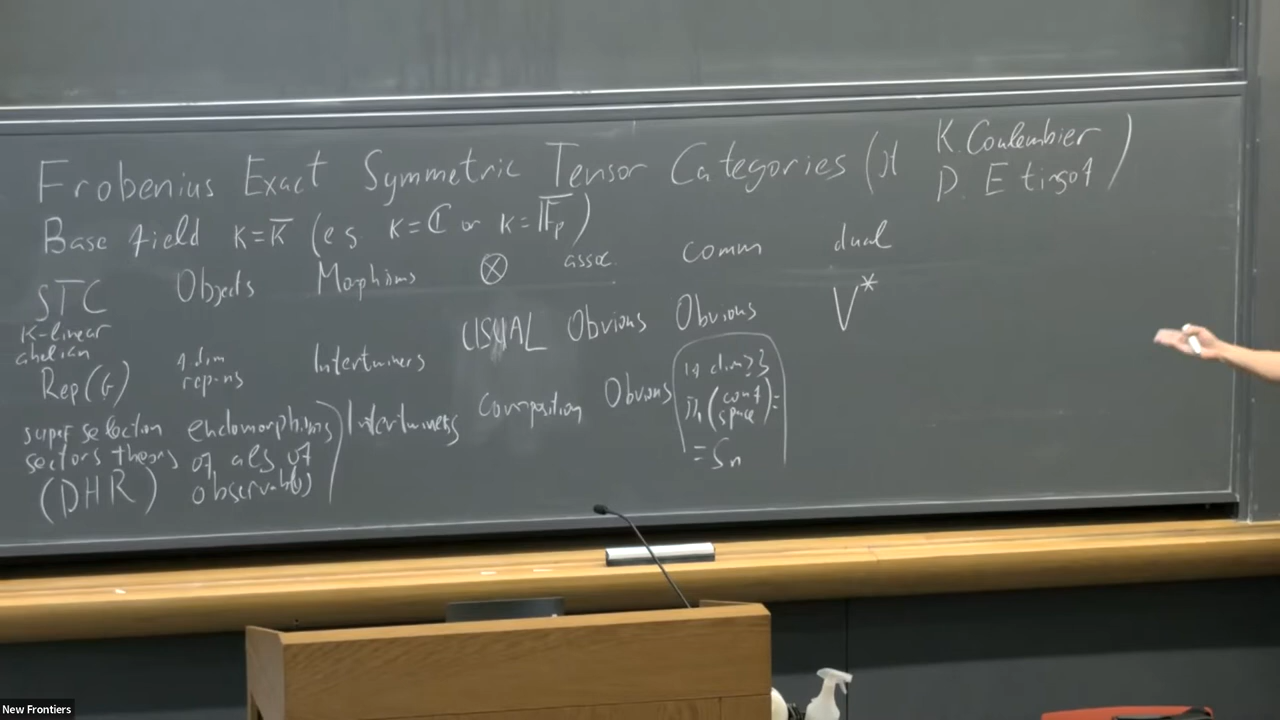 Frobenius Exact Symmetric Tensor Categories (jt K. Coulembier
P. Etingof)
Base field K=K̅ (eg K=ℂ or K=F̅ₚ)
STC Objects Morphisms ⊗ assoc. comm dual
K-linear
abelian
Rep(G) f.dim
rep-ns Intertwiners USUAL Obvious Obvious V*
super selection
sectors theory
(DHR) endomorphisms
of alg of
observables Intertwiners Composition Obvious if dim≥3
π₁(conf
space)=
=Sn
New Frontiers